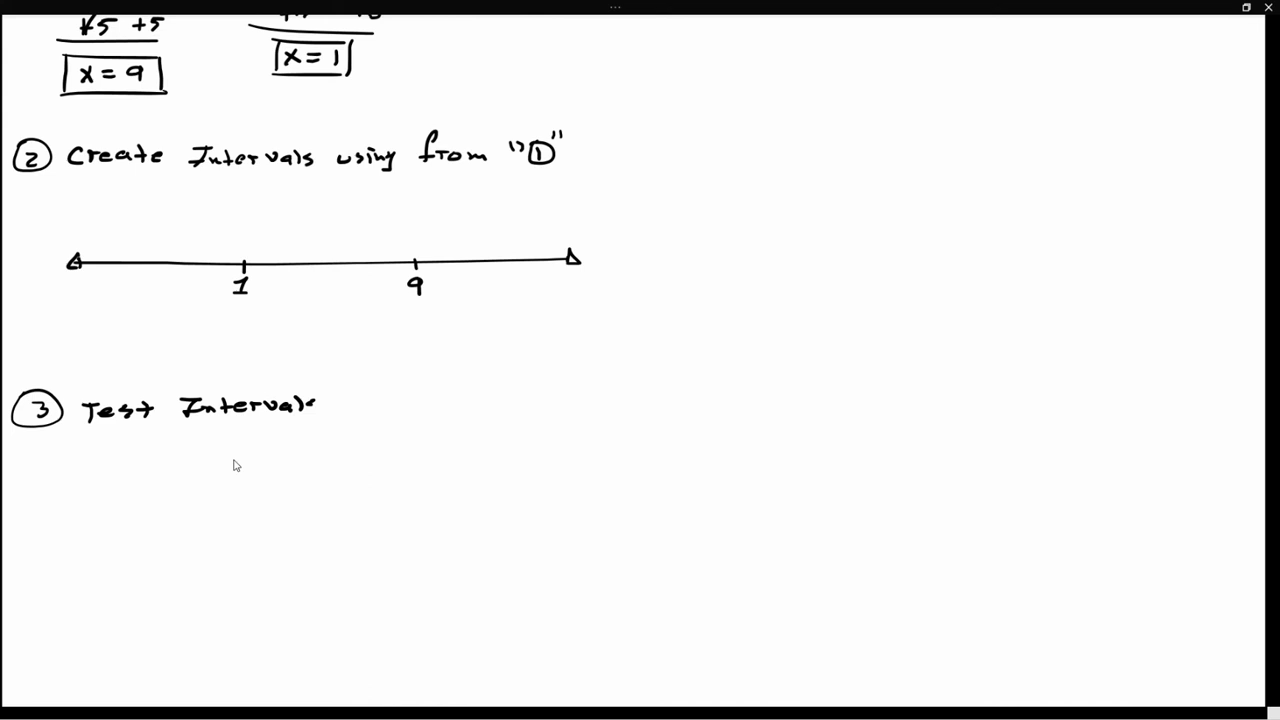 +5 +5
x = 9
x = 1
② Create Intervals using from "①"
1 9
③ Test Intervals